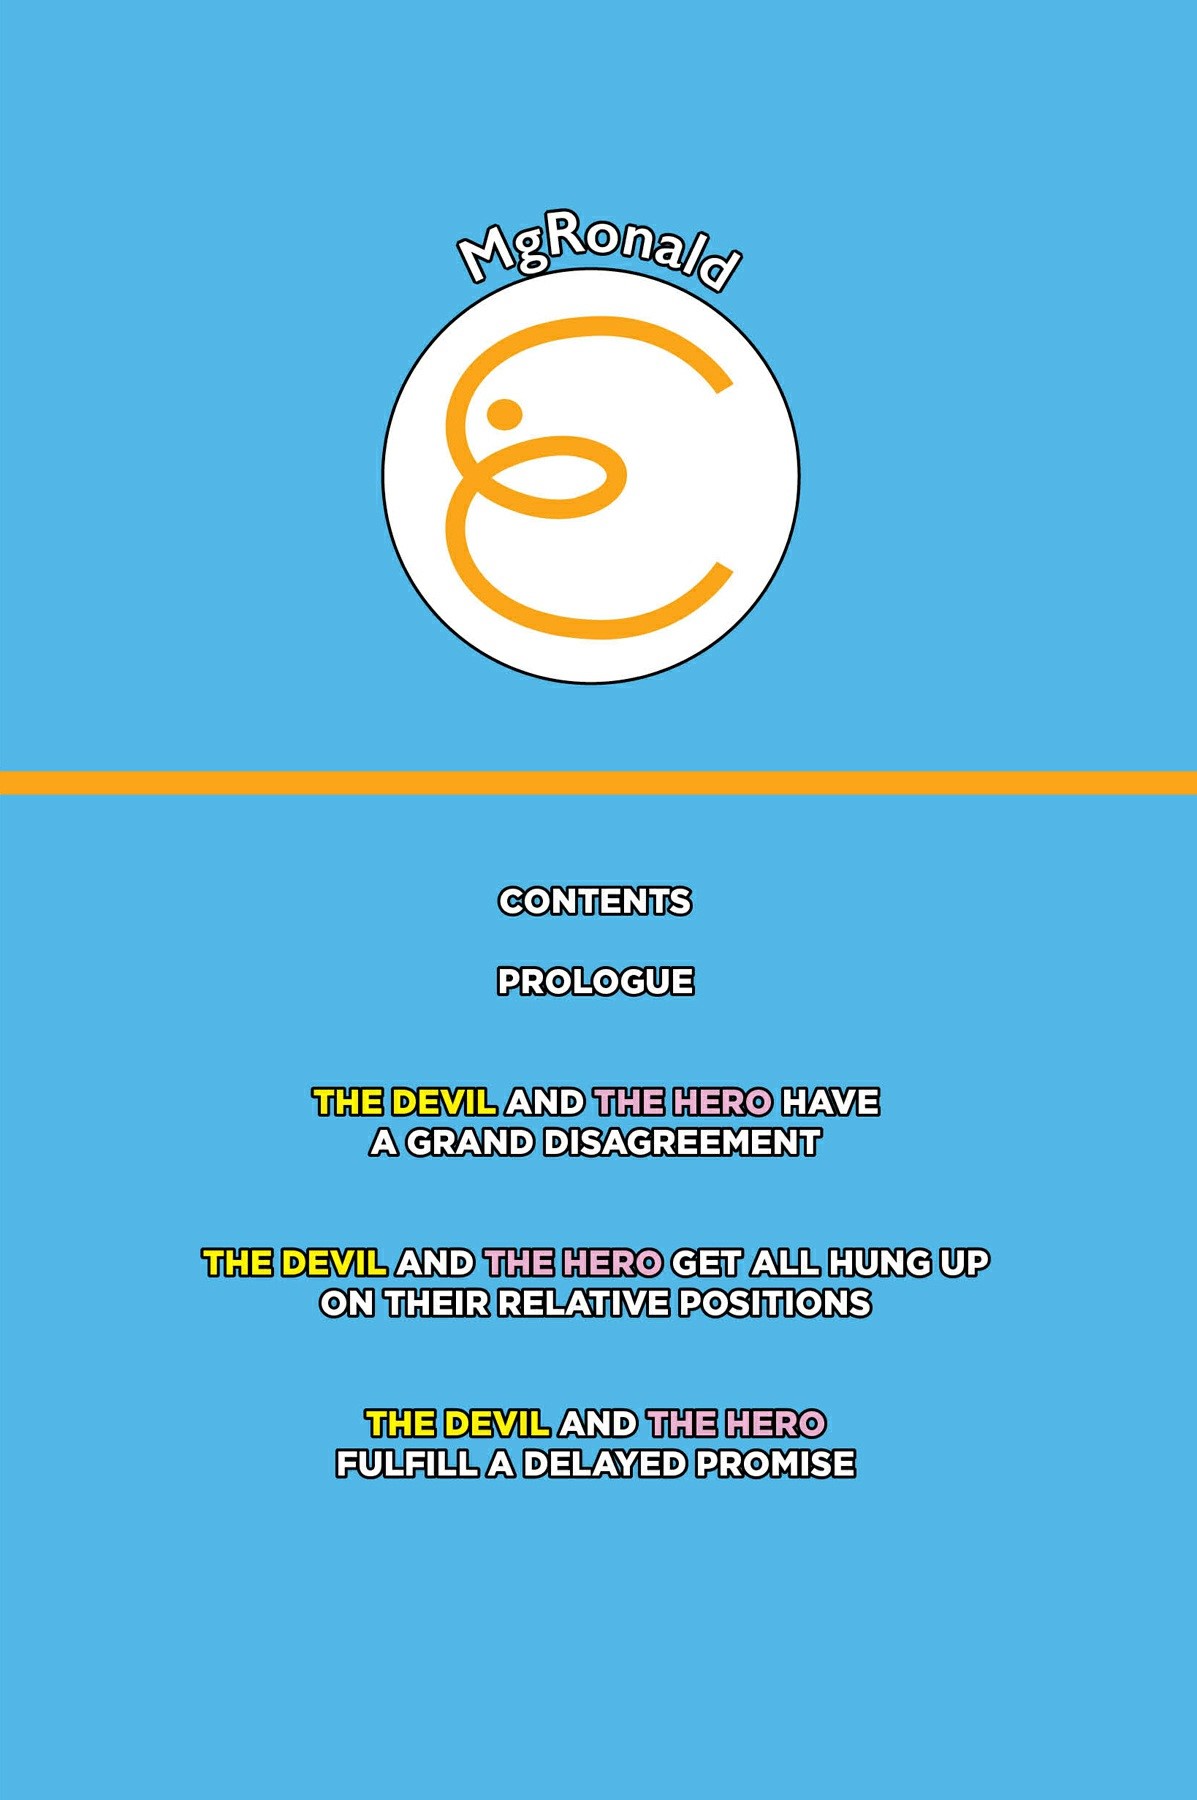 MgRonald
CONTENTS
PROLOGUE
THE DEVIL AND THE HERO HAVE
A GRAND DISAGREEMENT
THE DEVIL AND THE HERO GET ALL HUNG UP
ON THEIR RELATIVE POSITIONS
THE DEVIL AND THE HERO
FULFILL A DELAYED PROMISE